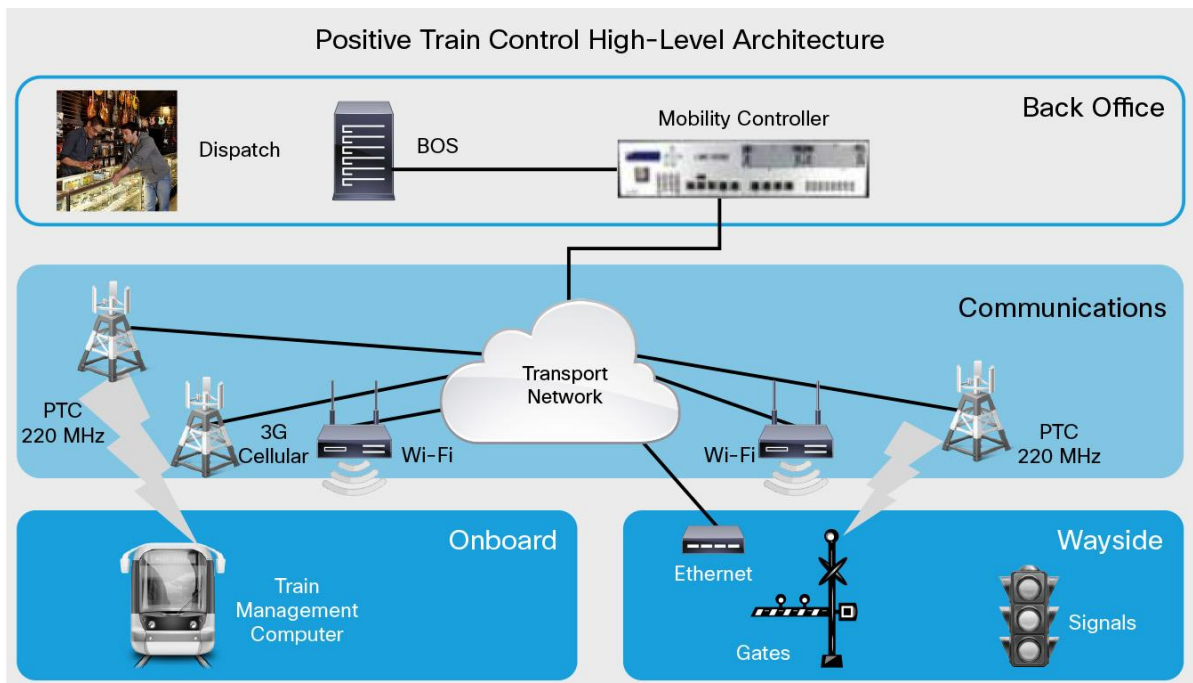 Positive Train Control High-Level Architecture
Back Office
Dispatch
BOS
Mobility Controller
Communications
Transport
Network
PTC
220 MHz
3G
Cellular
Wi-Fi
Wi-Fi
PTC
220 MHz
Onboard
Train
Management
Computer
Wayside
Ethernet
Gates
Signals